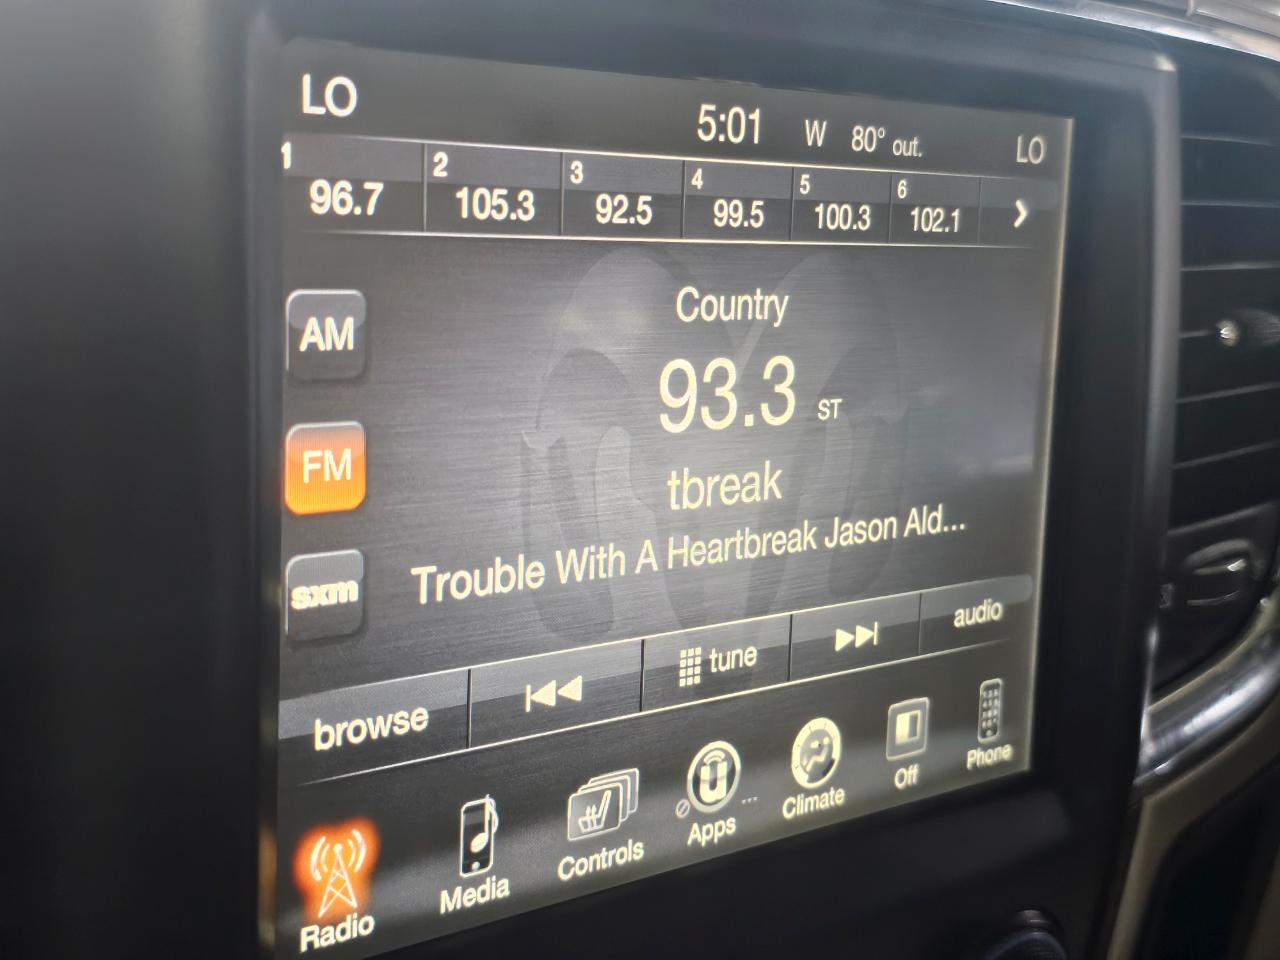 LO 5:01 W 80° out. LO
1 2 3 4 5 6
96.7 105.3 92.5 99.5 100.3 102.1
AM
FM
sxm
Country
93.3 ST
tbreak
Trouble With A Heartbreak Jason Ald...
browse tune audio
Radio Media Controls Apps ... Climate Off Phone